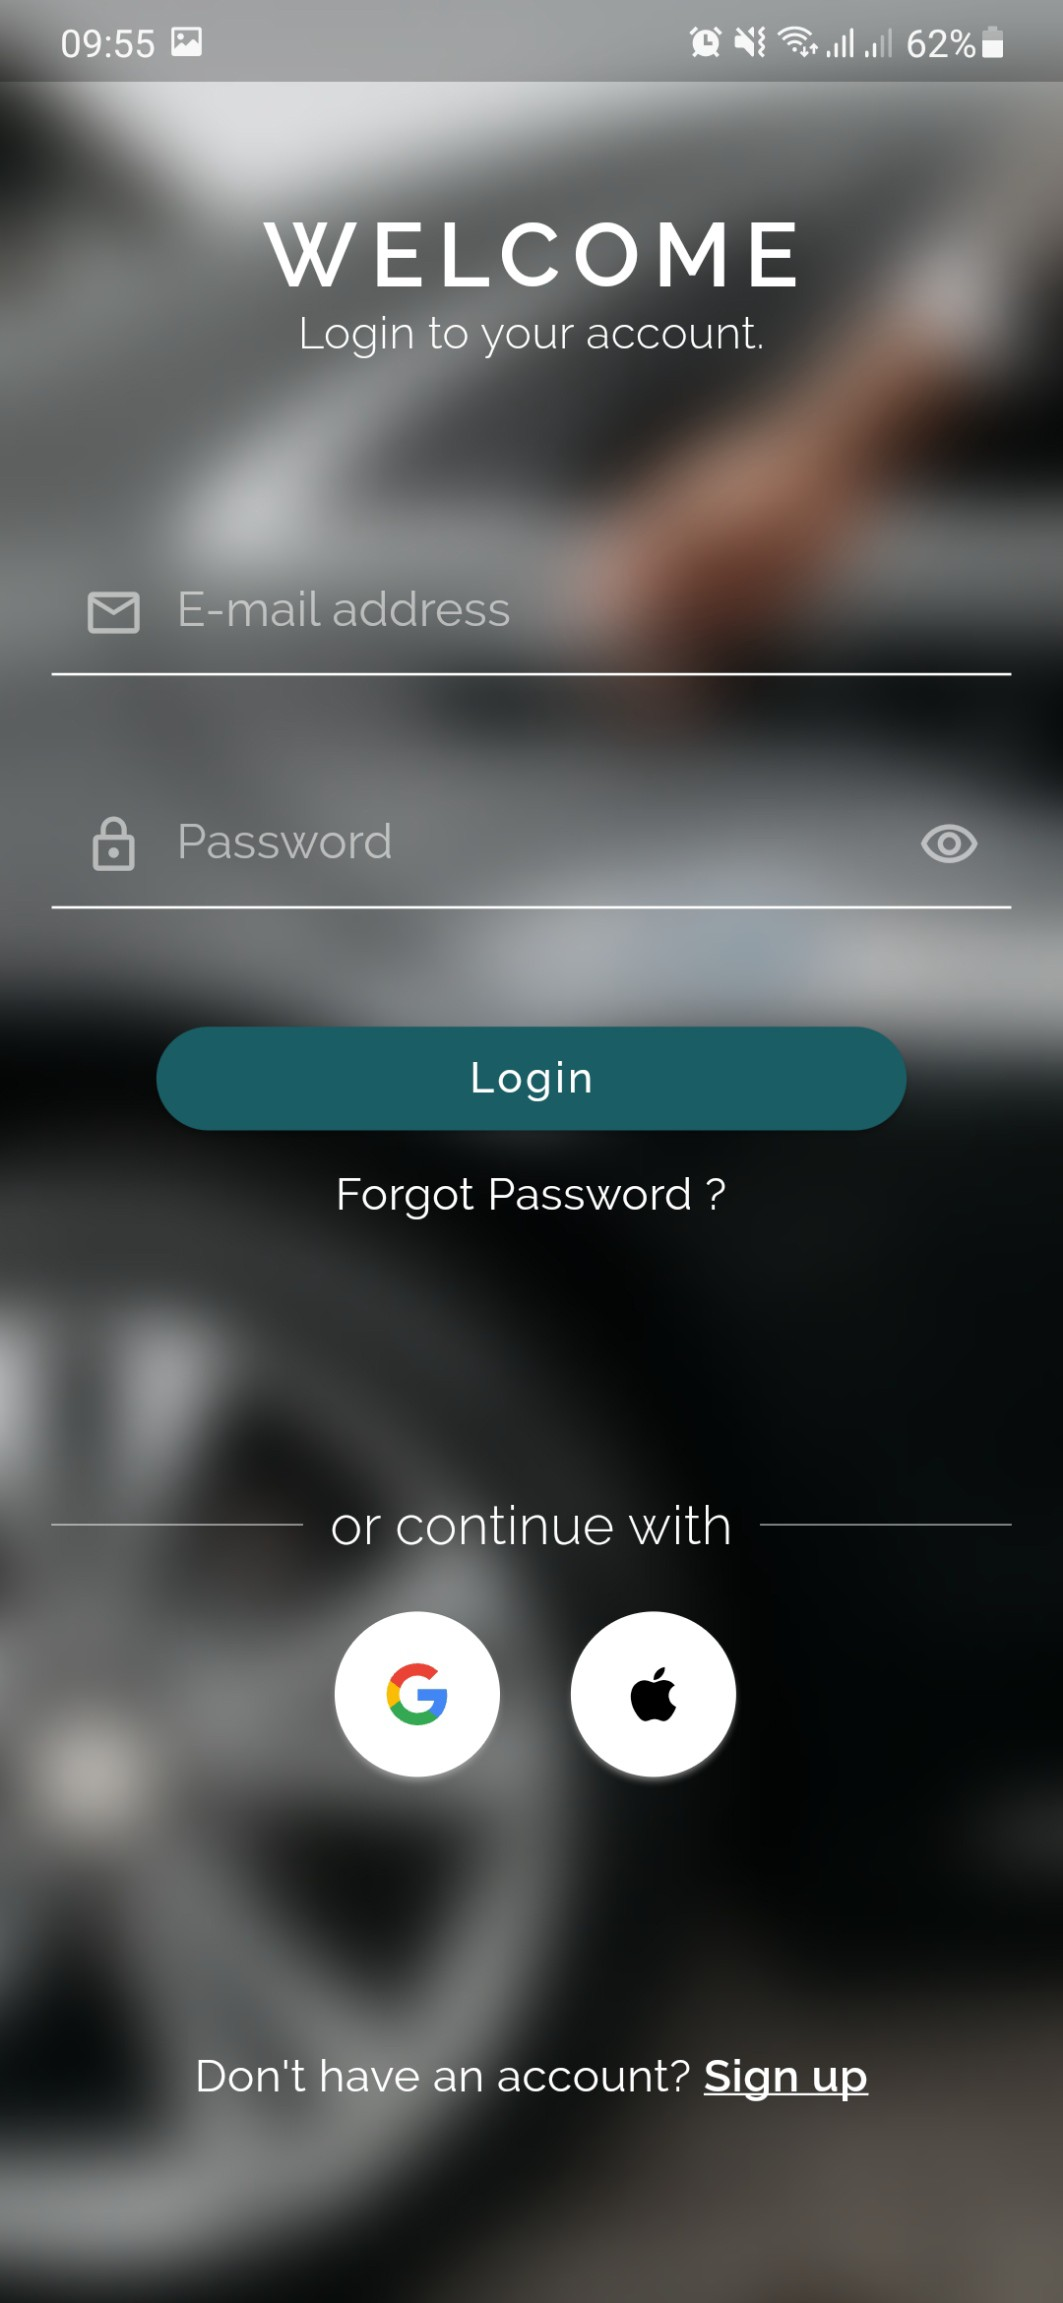 09:55 62%
WELCOME
Login to your account.
E-mail address
Password
Login
Forgot Password ?
or continue with
Don't have an account? Sign up